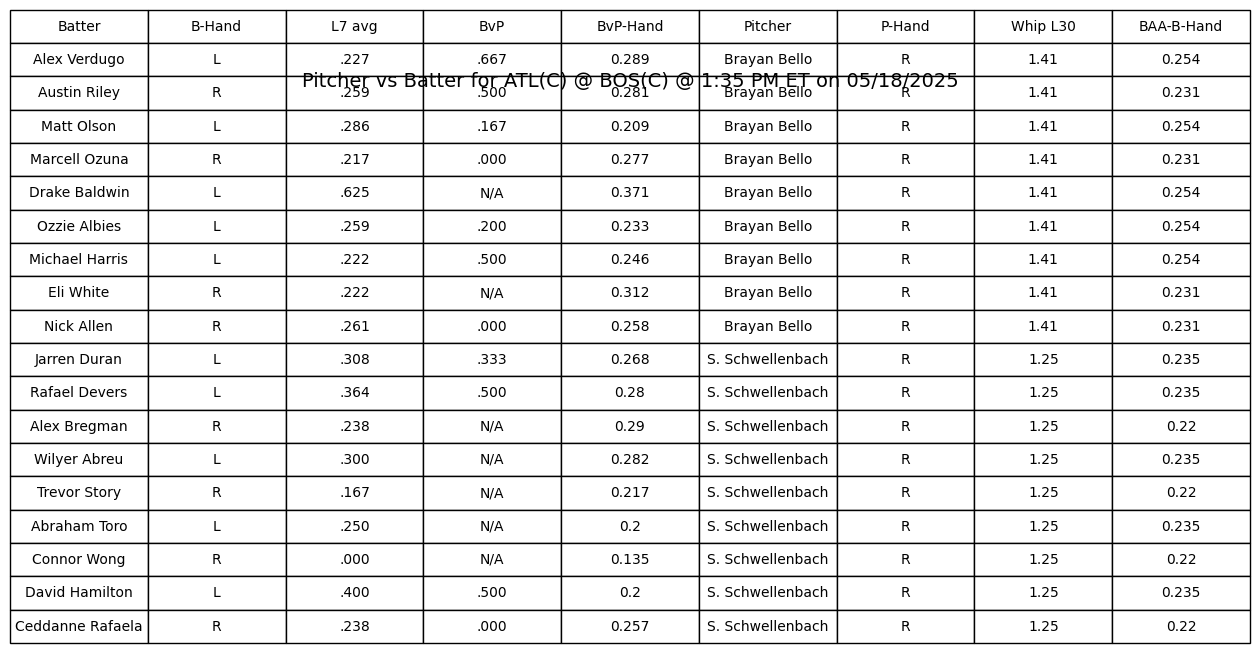 Batter B-Hand L7 avg BvP BvP-Hand Pitcher P-Hand Whip L30 BAA-B-Hand
Alex Verdugo L .227 .667 0.289 Brayan Bello R 1.41 0.254
Pitcher vs Batter for ATL(C) @ BOS(C) @ 1:35 PM ET on 05/18/2025
Austin Riley R .259 .500 0.281 Brayan Bello R 1.41 0.231
Matt Olson L .286 .167 0.209 Brayan Bello R 1.41 0.254
Marcell Ozuna R .217 .000 0.277 Brayan Bello R 1.41 0.231
Drake Baldwin L .625 N/A 0.371 Brayan Bello R 1.41 0.254
Ozzie Albies L .259 .200 0.233 Brayan Bello R 1.41 0.254
Michael Harris L .222 .500 0.246 Brayan Bello R 1.41 0.254
Eli White R .222 N/A 0.312 Brayan Bello R 1.41 0.231
Nick Allen R .261 .000 0.258 Brayan Bello R 1.41 0.231
Jarren Duran L .308 .333 0.268 S. Schwellenbach R 1.25 0.235
Rafael Devers L .364 .500 0.28 S. Schwellenbach R 1.25 0.235
Alex Bregman R .238 N/A 0.29 S. Schwellenbach R 1.25 0.22
Wilyer Abreu L .300 N/A 0.282 S. Schwellenbach R 1.25 0.235
Trevor Story R .167 N/A 0.217 S. Schwellenbach R 1.25 0.22
Abraham Toro L .250 N/A 0.2 S. Schwellenbach R 1.25 0.235
Connor Wong R .000 N/A 0.135 S. Schwellenbach R 1.25 0.22
David Hamilton L .400 .500 0.2 S. Schwellenbach R 1.25 0.235
Ceddanne Rafaela R .238 .000 0.257 S. Schwellenbach R 1.25 0.22